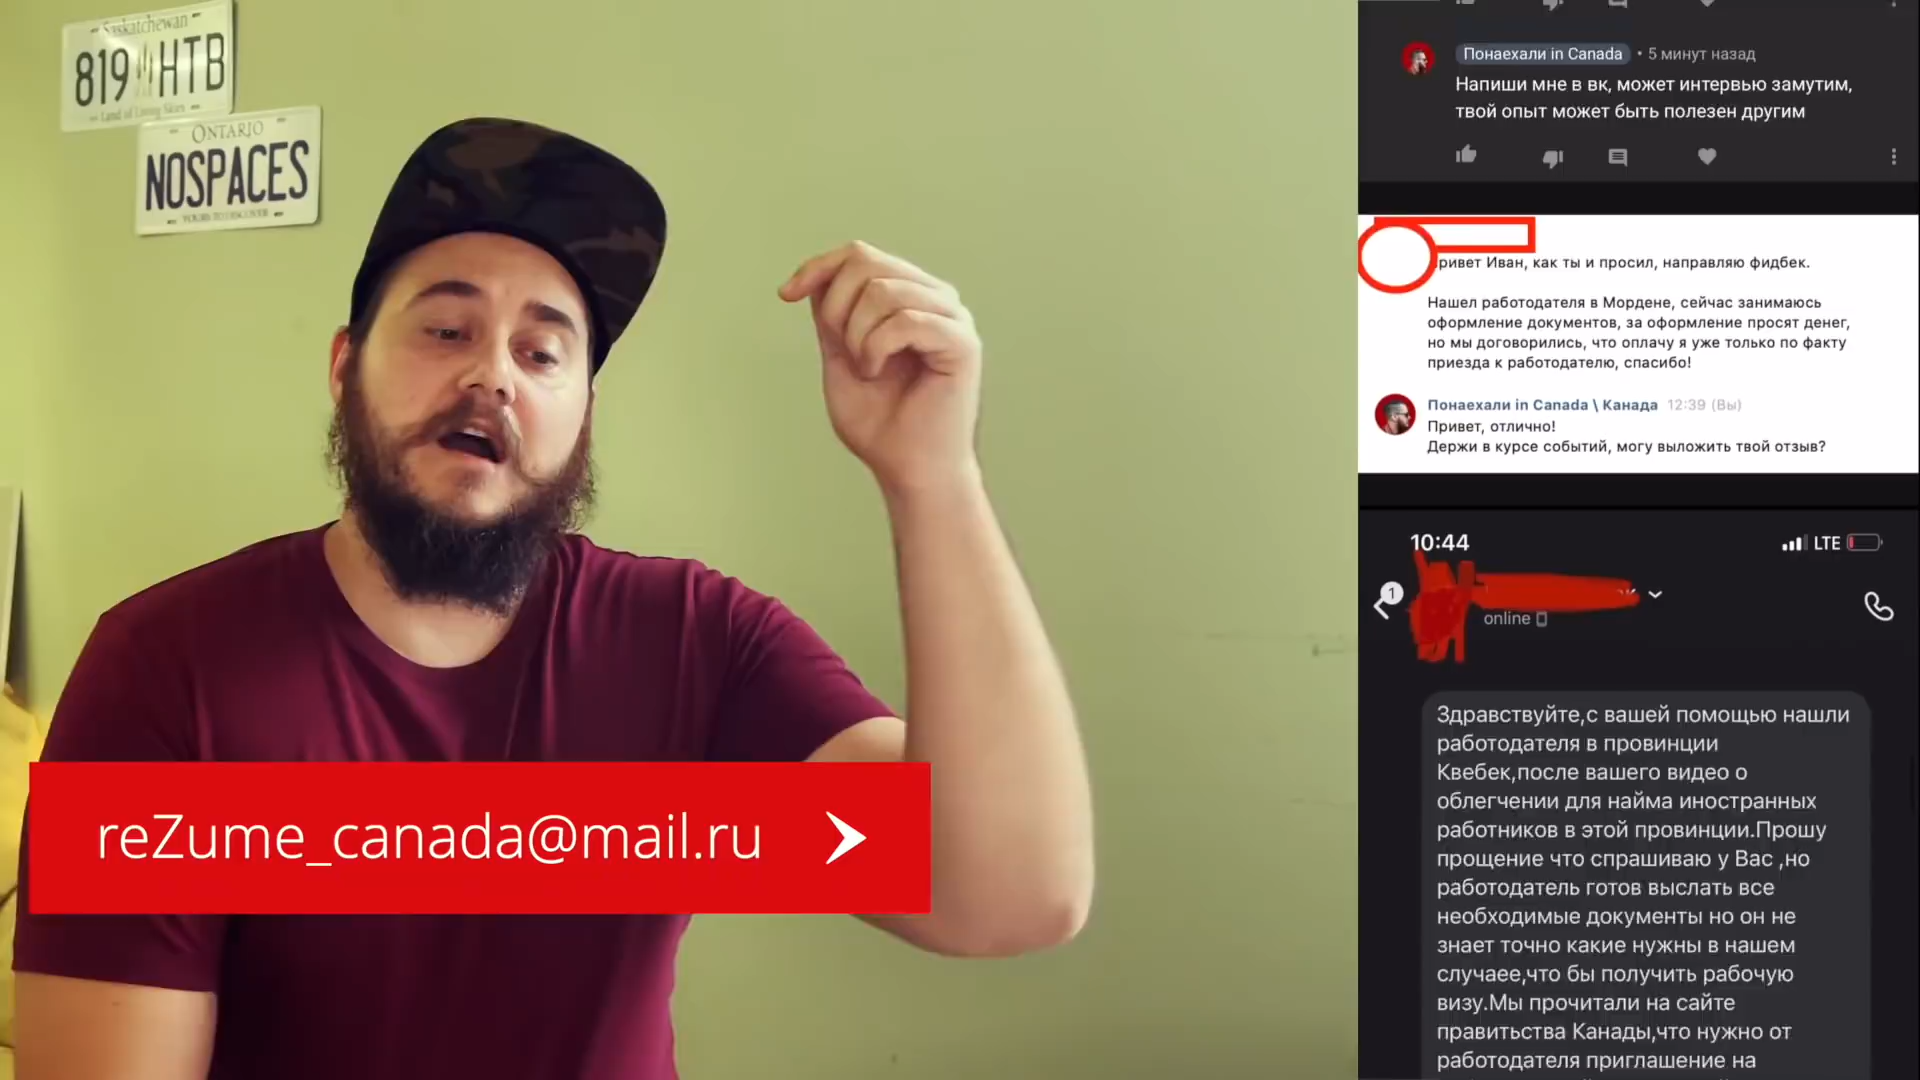 Saskatchewan
819 HTB
Land of Living Skies
ONTARIO
NOSPACES
YOURS TO DISCOVER
reZume_canada@mail.ru
Понаехали in Canada • 5 минут назад
Напиши мне в вк, может интервью замутим,
твой опыт может быть полезен другим
ривет Иван, как ты и просил, направляю фидбек.
Нашел работодателя в Мордене, сейчас занимаюсь
оформление документов, за оформление просят денег,
но мы договорились, что оплачу я уже только по факту
приезда к работодателю, спасибо!
Понаехали in Canada \ Канада 12:39 (Вы)
Привет, отлично!
Держи в курсе событий, могу выложить твой отзыв?
10:44
LTE
1
online
Здравствуйте,с вашей помощью нашли
работодателя в провинции
Квебек,после вашего видео о
облегчении для найма иностранных
работников в этой провинции.Прошу
прощение что спрашиваю у Вас ,но
работодатель готов выслать все
необходимые документы но он не
знает точно какие нужны в нашем
случаее,что бы получить рабочую
визу.Мы прочитали на сайте
правитьства Канады,что нужно от
работодателя приглашение на